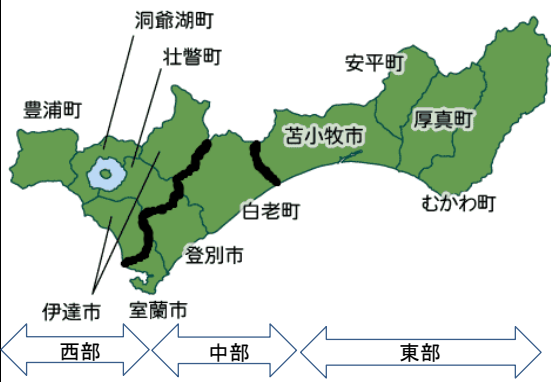 洞爺湖町
壮瞥町
安平町
豊浦町
厚真町
苫小牧市
むかわ町
白老町
登別市
伊達市
室蘭市
西部
中部
東部